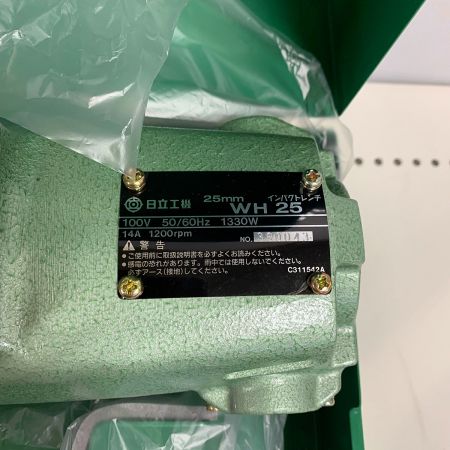 日立工機 25mm インパクトレンチ
WH 25
100V 50/60Hz 1330W
14A 1200rpm NO.
警告
●ご使用前に取扱説明書を必ずよくお読みください。
●感電の恐れがあります。雨中では使用しないでください。
必ずアース(接地)してください。
C311542A